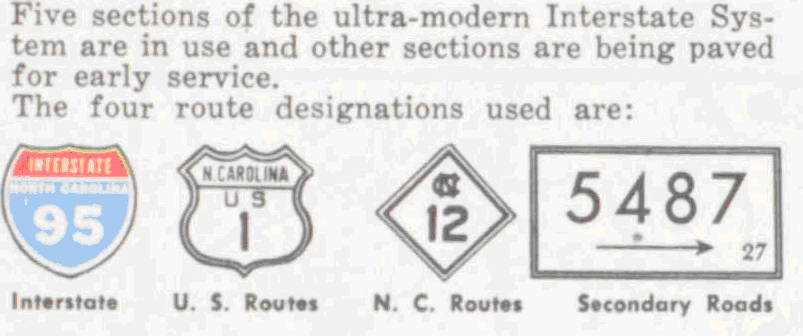 Five sections of the ultra-modern Interstate Sys-
tem are in use and other sections are being paved
for early service.
The four route designations used are:
INTERSTATE
NORTH CAROLINA
95
N.CAROLINA
U S
1
NC
12
5487
27
Interstate
U. S. Routes
N. C. Routes
Secondary Roads